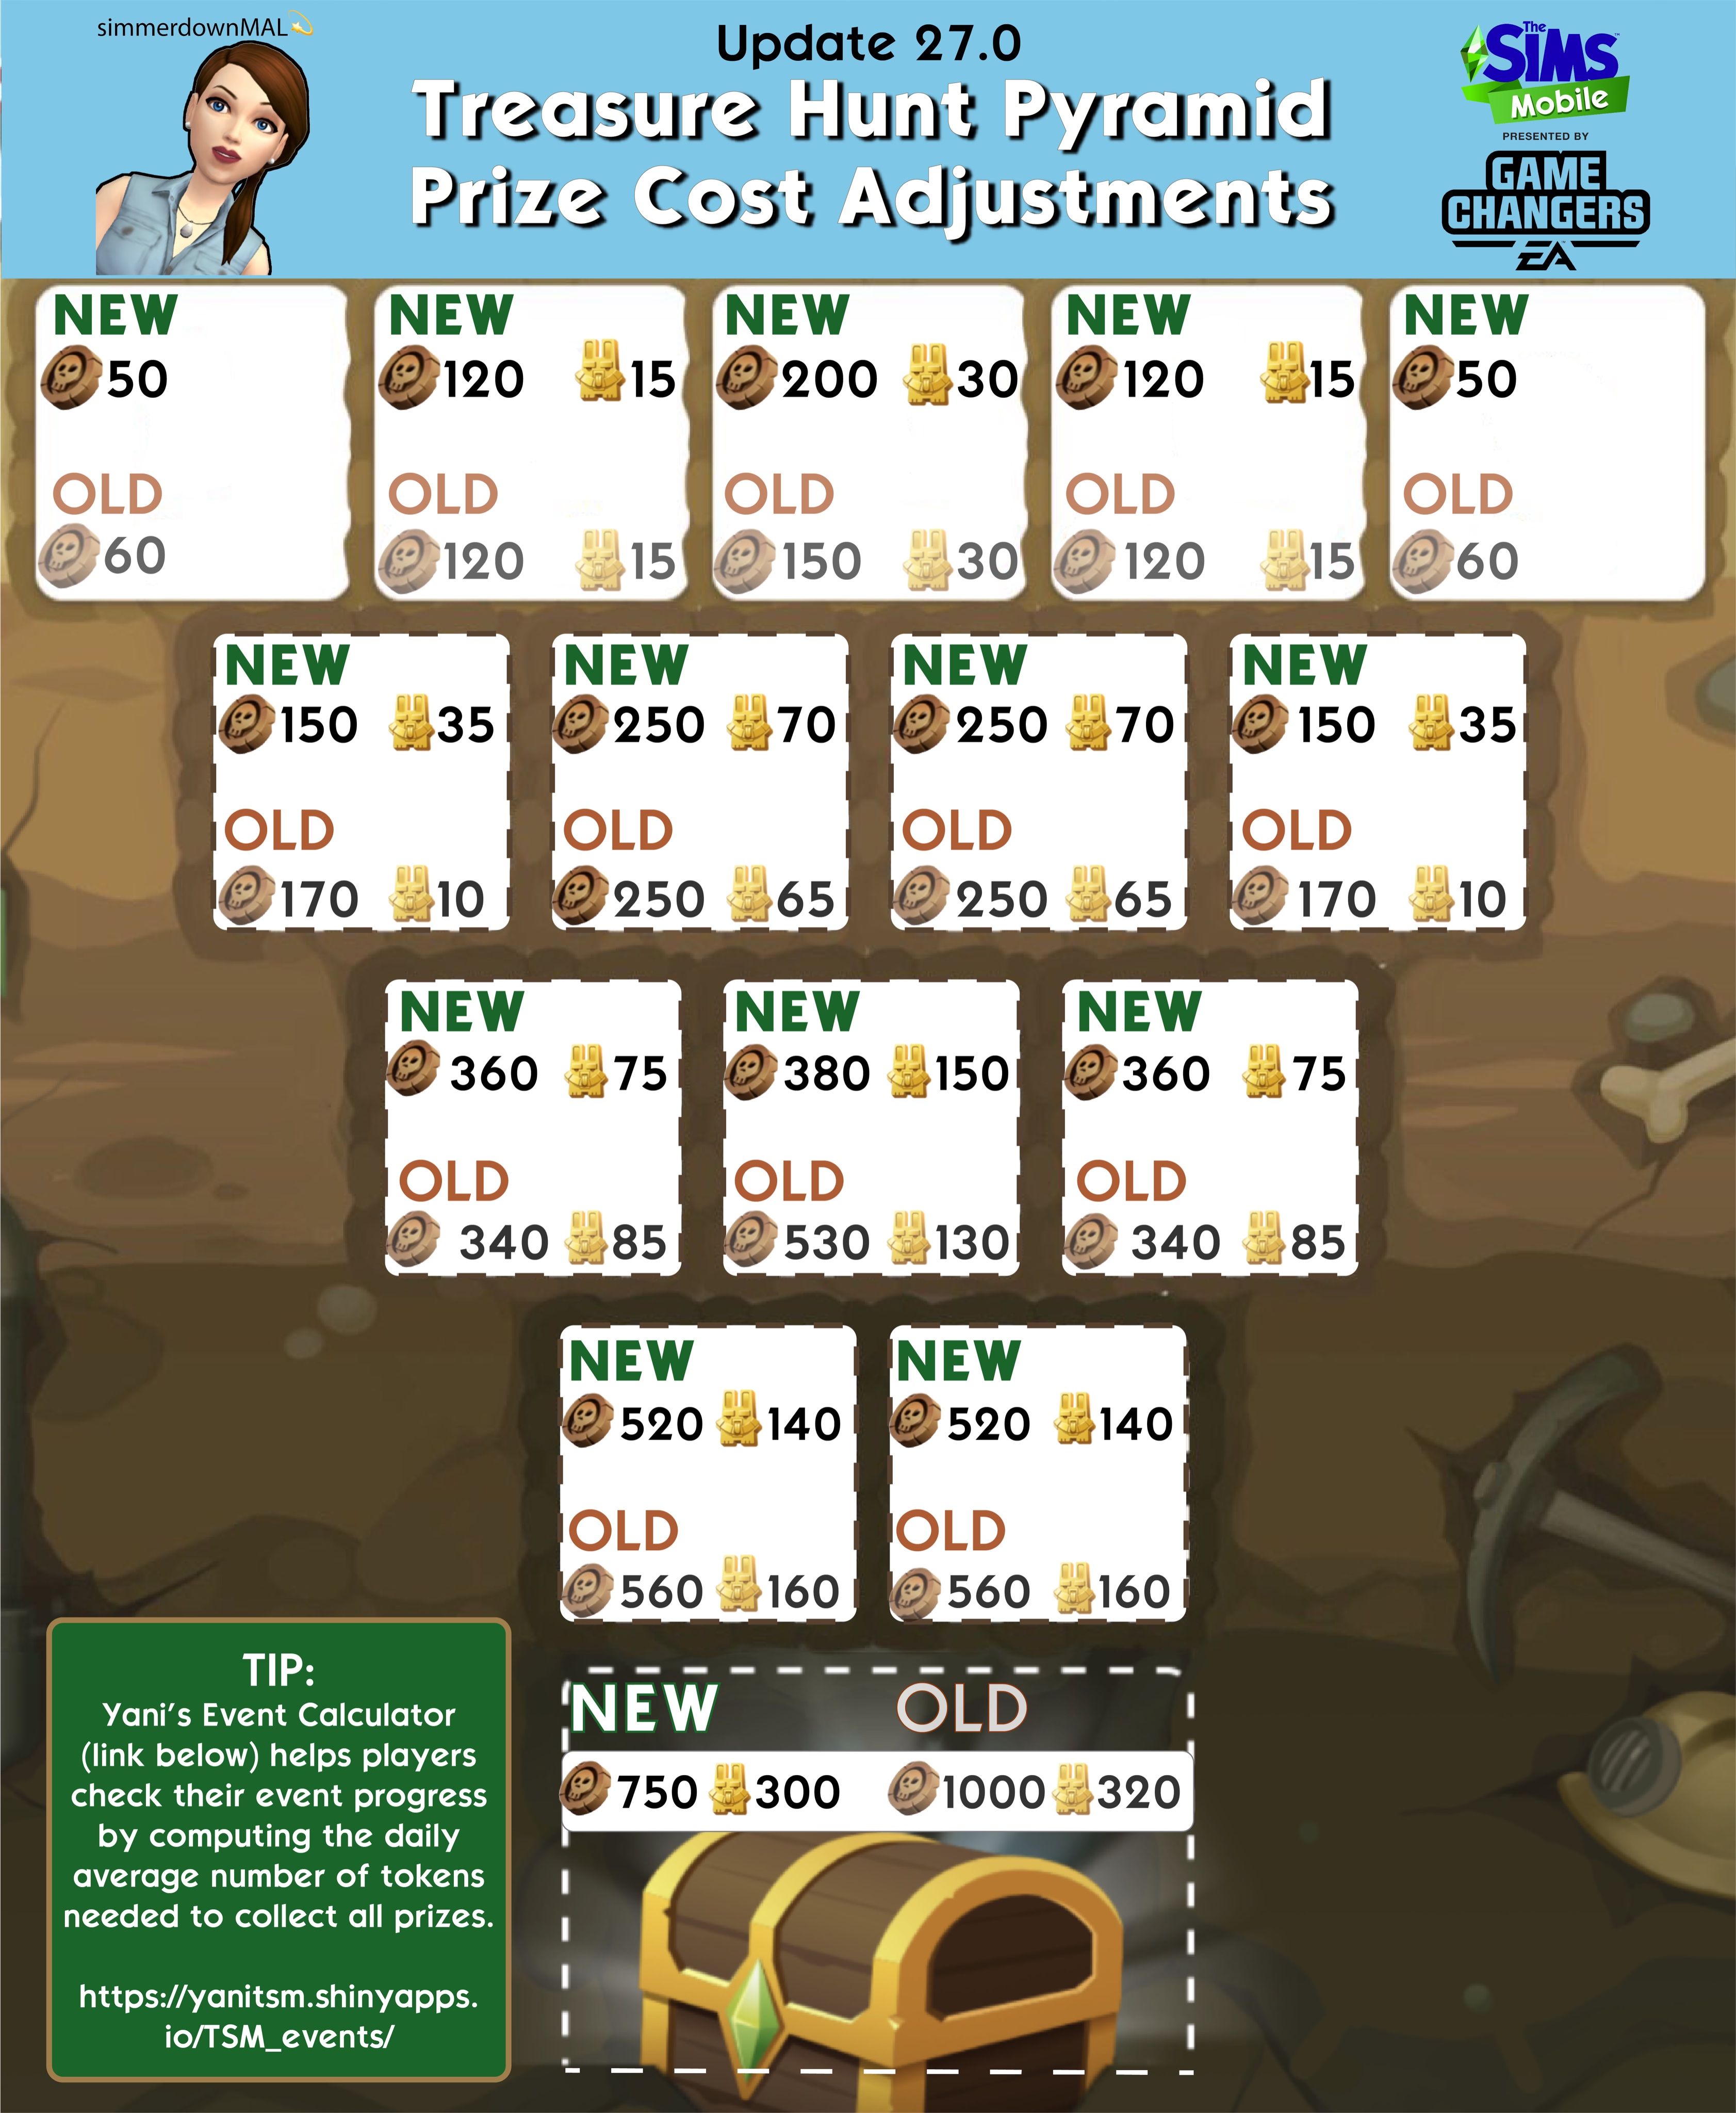 simmerdownMAL
Update 27.0
Treasure Hunt Pyramid
Prize Cost Adjustments
The
SiMS
Mobile
PRESENTED BY
GAME
CHANGERS
EA
NEW NEW NEW NEW NEW
50 120 15 200 30 120 15 50
OLD OLD OLD OLD OLD
60 120 15 150 30 120 15 60
NEW NEW NEW NEW
150 35 250 70 250 70 150 35
OLD OLD OLD OLD
170 10 250 65 250 65 170 10
NEW NEW NEW
360 75 380 150 360 75
OLD OLD OLD
340 85 530 130 340 85
NEW NEW
520 140 520 140
OLD OLD
560 160 560 160
NEW OLD
750 300 1000 320
TIP:
Yani's Event Calculator
(link below) helps players
check their event progress
by computing the daily
average number of tokens
needed to collect all prizes.
https://yanitsm.shinyapps.
io/TSM_events/